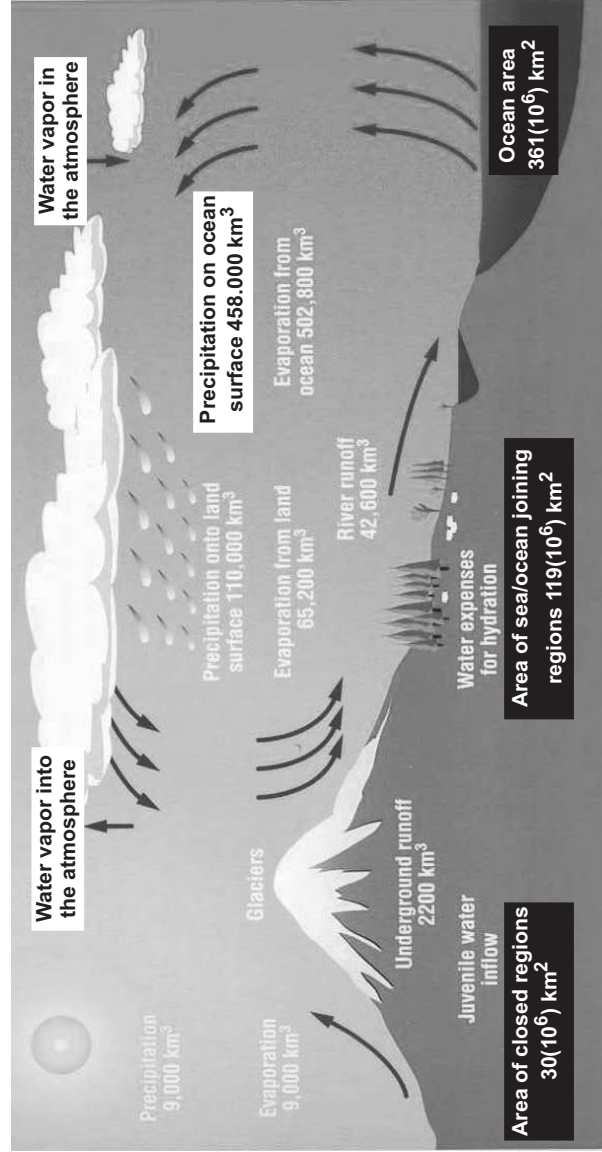 Water vapor into
the atmosphere
Water vapor in
the atmosphere
Precipitation
9,000 km3
Evaporation
9,000 km3
Glaciers
Precipitation onto land
surface 110,000 km3
Evaporation from land
65,200 km3
Precipitation on ocean
surface 458.000 km3
Evaporation from
ocean 502,800 km3
River runoff
42,600 km3
Underground runoff
2200 km3
Juvenile water
inflow
Water expenses
for hydration
Area of closed regions
30(10⁶) km²
Area of sea/ocean joining
regions 119(10⁶) km²
Ocean area
361(10⁶) km²